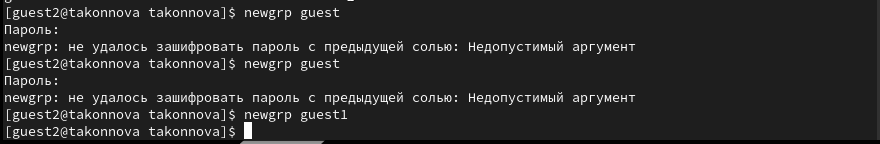 [guest2@takonnova takonnova]$ newgrp guest
Пароль:
newgrp: не удалось зашифровать пароль с предыдущей солью: Недопустимый аргумент
[guest2@takonnova takonnova]$ newgrp guest
Пароль:
newgrp: не удалось зашифровать пароль с предыдущей солью: Недопустимый аргумент
[guest2@takonnova takonnova]$ newgrp guest1
[guest2@takonnova takonnova]$